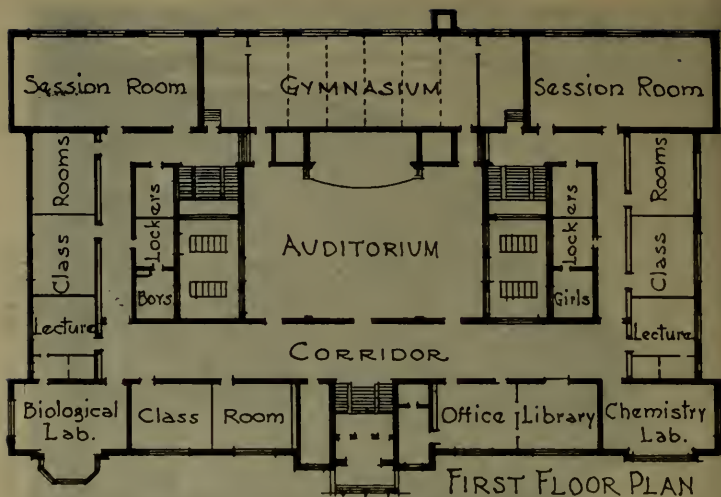 Session Room
GYMNASIUM
Session Room
Rooms
Class
Lockers
Lockers
Rooms
Class
AUDITORIUM
Boys
Girls
Lecture
Lecture
CORRIDOR
Biological
Lab.
Class
Room
Office
Library
Chemistry
Lab.
FIRST FLOOR PLAN